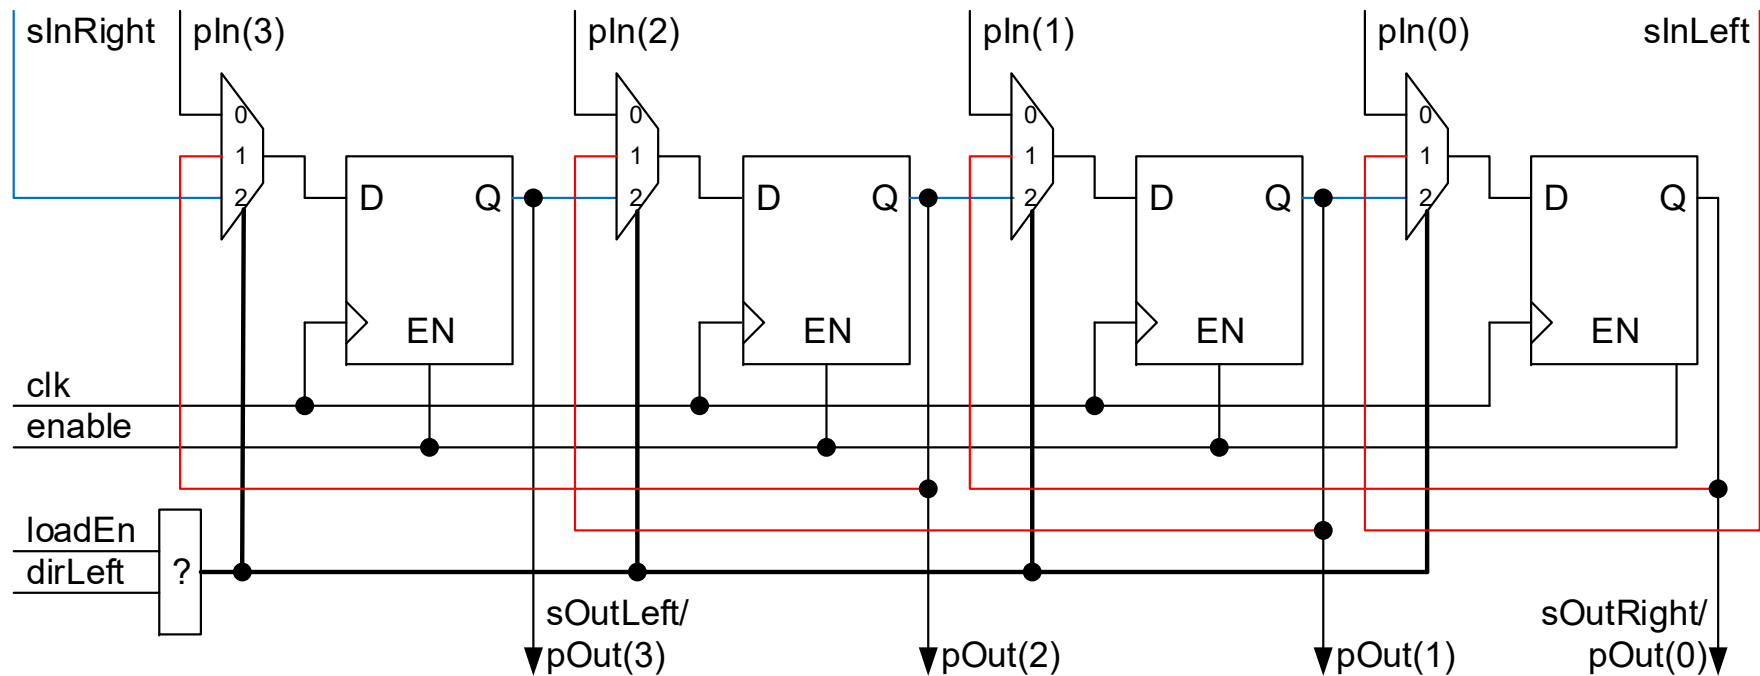 sInRight
pIn(3)
pIn(2)
pIn(1)
pIn(0)
sInLeft
0
0
0
0
1
1
1
1
2
D
Q
2
D
Q
2
D
Q
2
D
Q
EN
EN
EN
EN
clk
enable
loadEn
dirLeft
?
sOutLeft/
pOut(3)
pOut(2)
pOut(1)
sOutRight/
pOut(0)